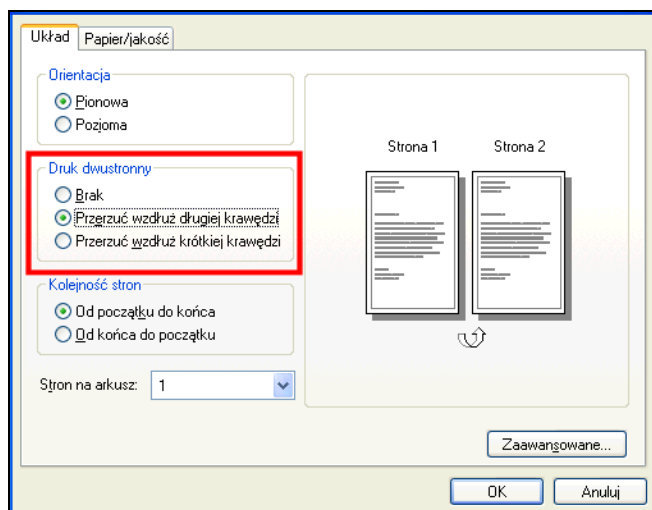 Układ Papier/jakość
Orientacja
Pionowa
Pozioma
Strona 1 Strona 2
Druk dwustronny
Brak
Przerzuć wzdłuż długiej krawędzi
Przerzuć wzdłuż krótkiej krawędzi
Kolejność stron
Od początku do końca
Od końca do początku
Stron na arkusz: 1
Zaawansowane...
OK Anuluj